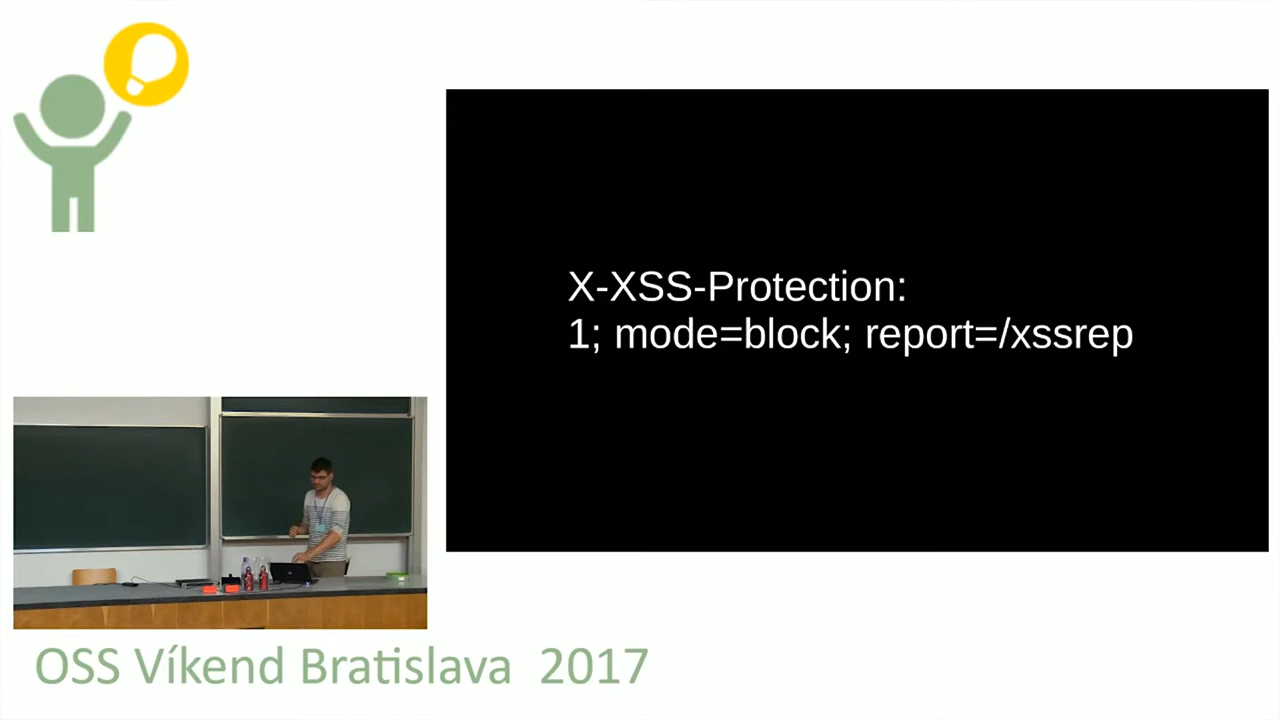 X-XSS-Protection:
1; mode=block; report=/xssrep
OSS Víkend Bratislava 2017